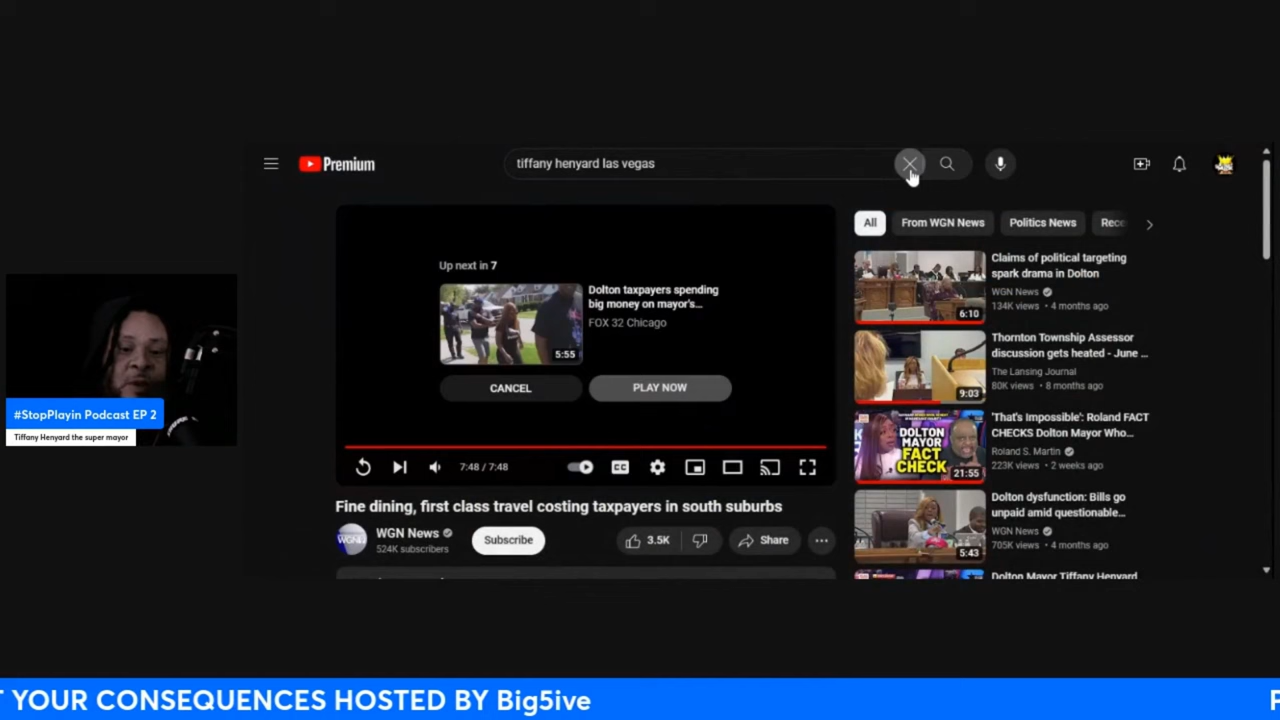 Premium
tiffany henyard las vegas
Up next in 7
Dolton taxpayers spending
big money on mayor's...
FOX 32 Chicago
5:55
CANCEL
PLAY NOW
7:48 / 7:48
CC
Fine dining, first class travel costing taxpayers in south suburbs
WGN News
524K subscribers
Subscribe
3.5K
Share
All
From WGN News
Politics News
Rece
Claims of political targeting
spark drama in Dolton
WGN News
134K views • 4 months ago
6:10
Thornton Township Assessor
discussion gets heated - June ...
The Lansing Journal
80K views • 8 months ago
9:03
'That's Impossible': Roland FACT
CHECKS Dolton Mayor Who...
Roland S. Martin
223K views • 2 weeks ago
DOLTON
MAYOR
FACT
CHECK
21:55
Dolton dysfunction: Bills go
unpaid amid questionable...
WGN News
705K views • 4 months ago
5:43
Dolton Mayor Tiffany Henyard
#StopPlayin Podcast EP 2
Tiffany Henyard the super mayor
T YOUR CONSEQUENCES HOSTED BY Big5ive